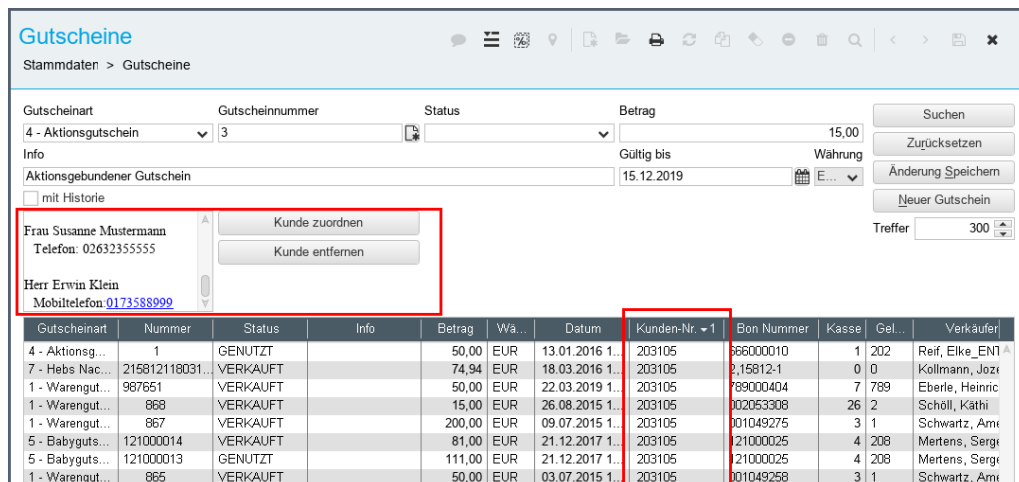 Gutscheine
Stammdaten > Gutscheine
Gutscheinart Gutscheinnummer Status Betrag Suchen
4 - Aktionsgutschein 3 15,00 Zurücksetzen
Info Gültig bis Währung
Aktionsgebundener Gutschein 15.12.2019 E... Änderung Speichern
mit Historie Neuer Gutschein
Frau Susanne Mustermann Kunde zuordnen Treffer 300
Telefon: 02632355555 Kunde entfernen
Herr Erwin Klein
Mobiltelefon:0173588999
Gutscheinart Nummer Status Info Betrag Wä... Datum Kunden-Nr. 1 Bon Nummer Kasse Gel... Verkäufer
4 - Aktionsg... 1 GENUTZT 50,00 EUR 13.01.2016 1... 203105 666000010 1 202 Reif, Elke_ENT
7 - Hebs Nac... 215812118031... VERKAUFT 74,94 EUR 18.03.2016 1... 203105 2,15812-1 0 0 Kollmann, Joze
1 - Warengut... 987651 VERKAUFT 50,00 EUR 22.03.2019 1... 203105 789000404 7 789 Eberle, Heinric
1 - Warengut... 868 VERKAUFT 15,00 EUR 26.08.2015 1... 203105 002053308 26 2 Schöll, Käthi
1 - Warengut... 867 VERKAUFT 200,00 EUR 09.07.2015 1... 203105 001049275 3 1 Schwartz, Ame
5 - Babyguts... 121000014 VERKAUFT 81,00 EUR 21.12.2017 1... 203105 121000025 4 208 Mertens, Serge
5 - Babyguts... 121000013 GENUTZT 111,00 EUR 21.12.2017 1... 203105 121000025 4 208 Mertens, Serge
1 - Warengut... 865 VERKAUFT 50,00 EUR 03.07.2015 1... 203105 001049258 3 1 Schwartz, Ame